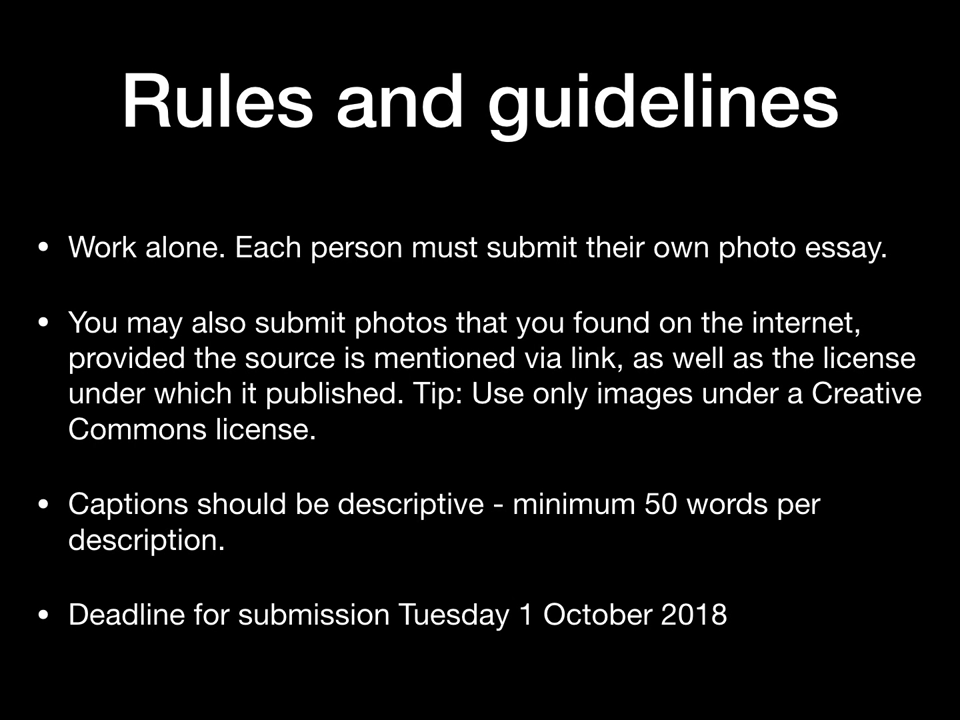 Rules and guidelines
• Work alone. Each person must submit their own photo essay.
• You may also submit photos that you found on the internet,
provided the source is mentioned via link, as well as the license
under which it published. Tip: Use only images under a Creative
Commons license.
• Captions should be descriptive - minimum 50 words per
description.
• Deadline for submission Tuesday 1 October 2018